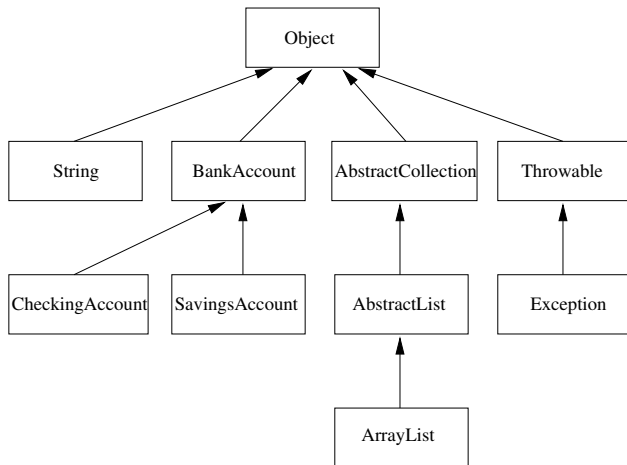 Object
String
BankAccount
AbstractCollection
Throwable
CheckingAccount
SavingsAccount
AbstractList
Exception
ArrayList